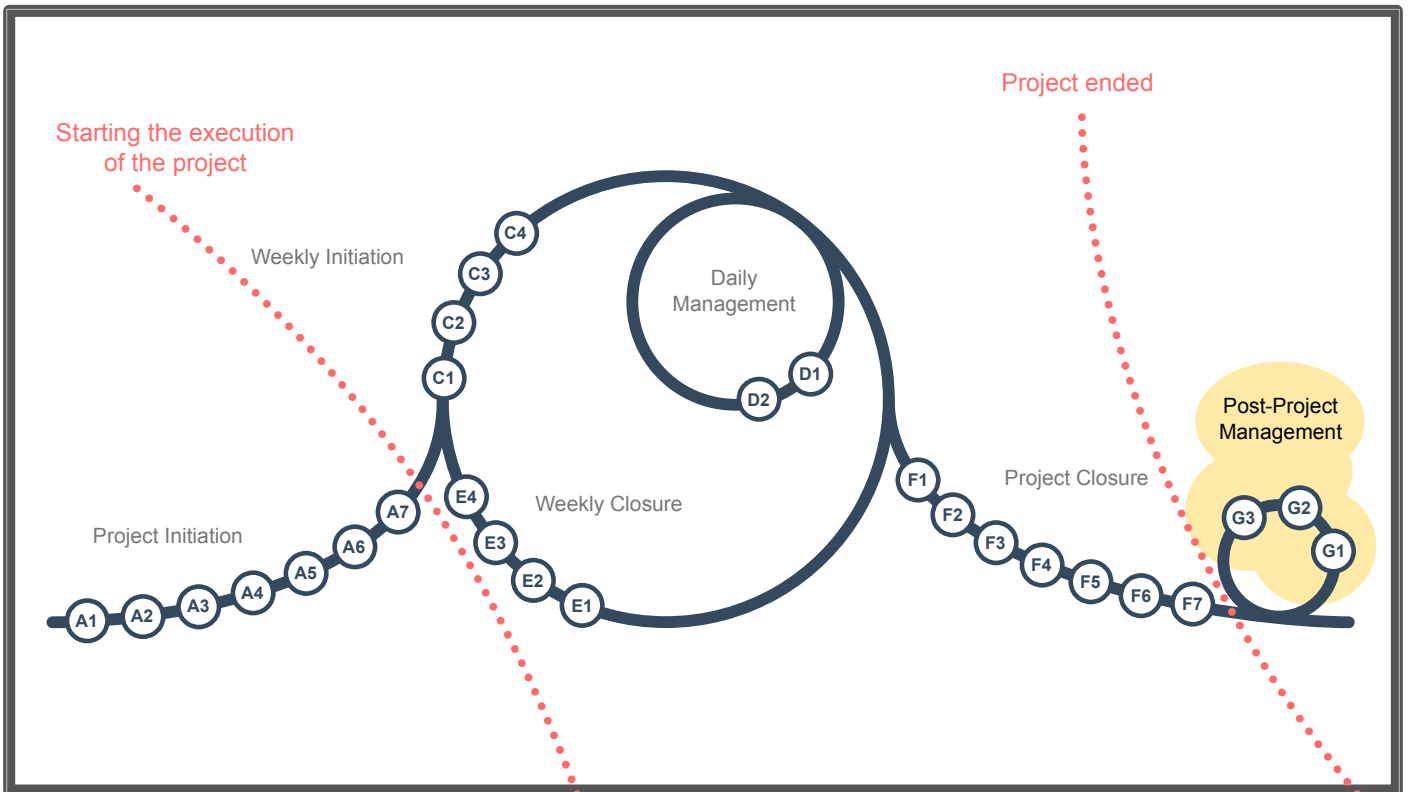 Project ended
Starting the execution
of the project
Weekly Initiation
C4
C3
C2
C1
Daily
Management
D1
D2
Post-Project
Management
Project Closure
F1
F2
F3
F4
F5
F6
F7
G3
G2
G1
Weekly Closure
E4
E3
E2
E1
Project Initiation
A7
A6
A5
A4
A3
A2
A1